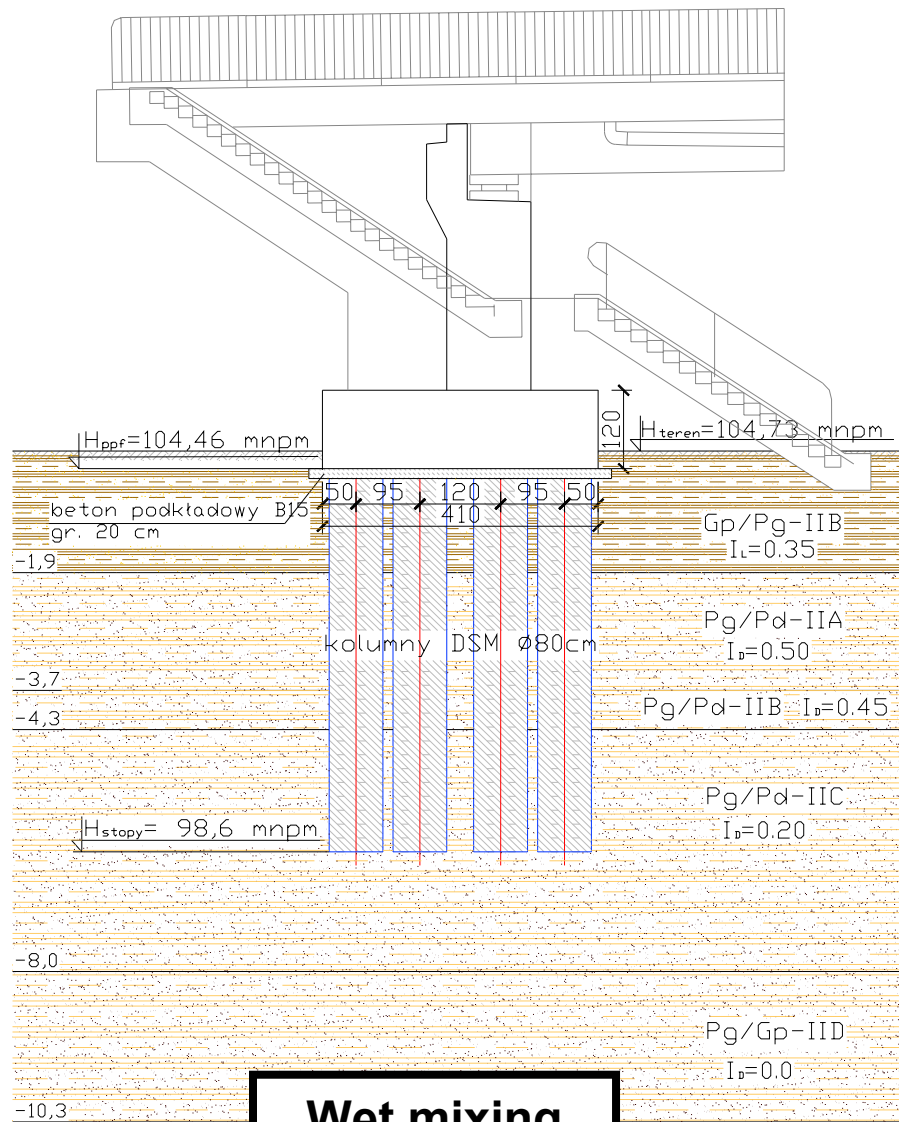 Hppf=104,46 mnpm
120
Hteren=104,73 mnpm
50 95 120 95 50
410
beton podkładowy B15
gr. 20 cm
Gp/Pg-IIB
IL=0.35
-1,9
Pg/Pd-IIA
ID=0.50
kolumny DSM Ø80cm
-3,7
Pg/Pd-IIB ID=0.45
-4,3
Pg/Pd-IIC
ID=0.20
Hstopy= 98,6 mnpm
-8,0
Pg/Gp-IID
ID=0.0
-10,3
Wet mixing